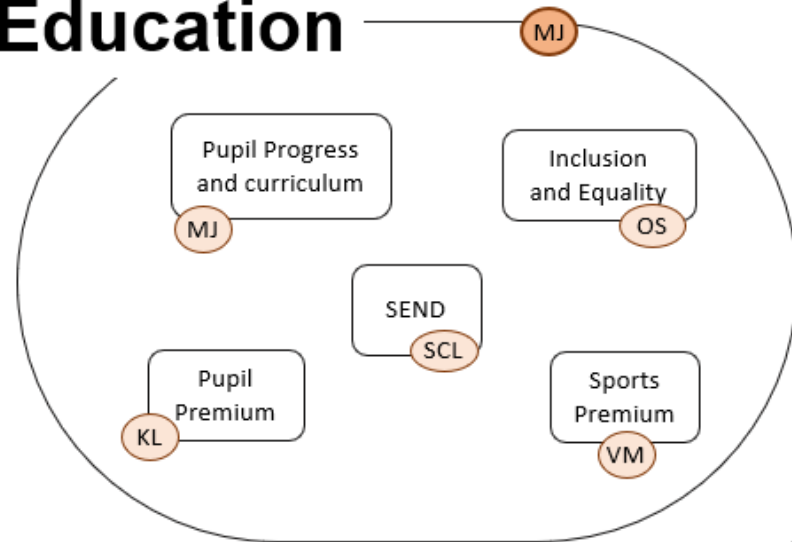 Education
MJ
Pupil Progress
and curriculum
MJ
Inclusion
and Equality
OS
SEND
SCL
Pupil
Premium
KL
Sports
Premium
VM